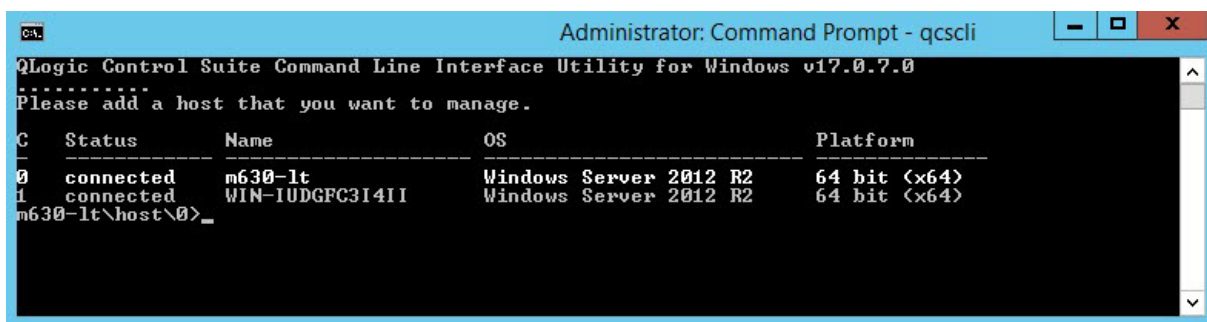 Administrator: Command Prompt - qcscli
QLogic Control Suite Command Line Interface Utility for Windows v17.0.7.0
...........
Please add a host that you want to manage.
C Status Name OS Platform
0 connected m630-lt Windows Server 2012 R2 64 bit (x64)
1 connected WIN-IUDGFC3I4II Windows Server 2012 R2 64 bit (x64)
m630-lt\host\0>_